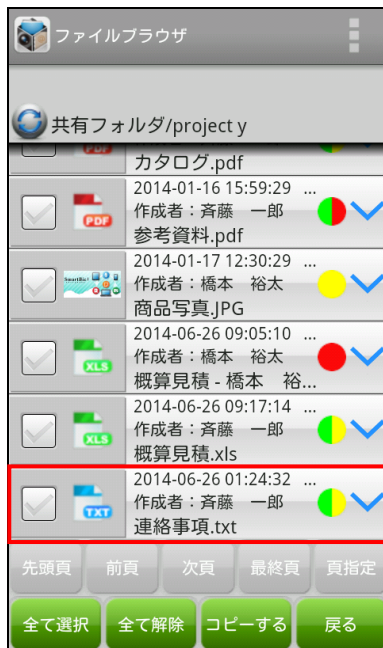 ファイルブラウザ
共有フォルダ/project y
PDF
カタログ.pdf
2014-01-16 15:59:29 ...
作成者：斉藤　一郎
PDF
参考資料.pdf
2014-01-17 12:30:29 ...
作成者：橋本　裕太
商品写真.JPG
2014-06-26 09:05:10 ...
作成者：橋本　裕太
XLS
概算見積 - 橋本　裕...
2014-06-26 09:17:14 ...
作成者：斉藤　一郎
XLS
概算見積.xls
2014-06-26 01:24:32 ...
作成者：斉藤　一郎
TXT
連絡事項.txt
先頭頁 前頁 次頁 最終頁 頁指定
全て選択 全て解除 コピーする 戻る